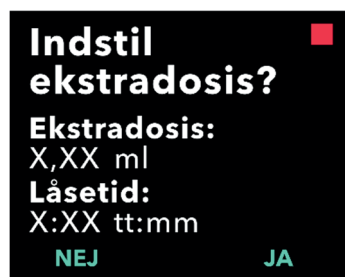 Indstil
ekstradosis?
Ekstradosis:
X,XX ml
Låsetid:
X:XX tt:mm
NEJ JA